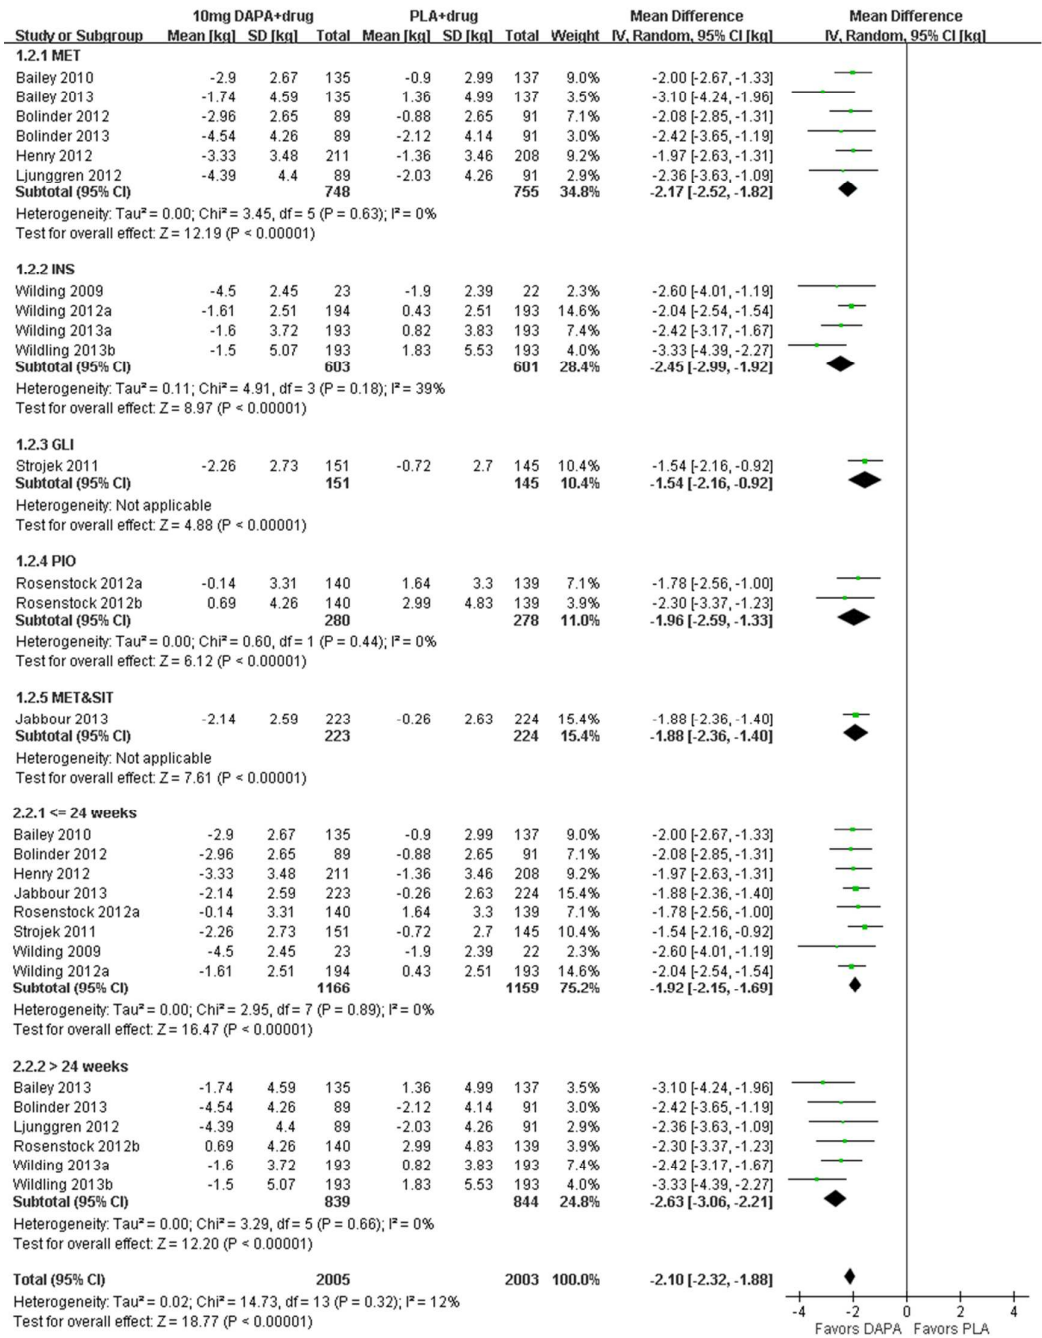 10mg DAPA+drug PLA+drug Mean Difference Mean Difference
Study or Subgroup Mean [kg] SD [kg] Total Mean [kg] SD [kg] Total Weight IV, Random, 95% CI [kg] IV, Random, 95% CI [kg]
1.2.1 MET
Bailey 2010 -2.9 2.67 135 -0.9 2.99 137 9.0% -2.00 [-2.67, -1.33]
Bailey 2013 -1.74 4.59 135 1.36 4.99 137 3.5% -3.10 [-4.24, -1.96]
Bolinder 2012 -2.96 2.65 89 -0.88 2.65 91 7.1% -2.08 [-2.85, -1.31]
Bolinder 2013 -4.54 4.26 89 -2.12 4.14 91 3.0% -2.42 [-3.65, -1.19]
Henry 2012 -3.33 3.48 211 -1.36 3.46 208 9.2% -1.97 [-2.63, -1.31]
Ljunggren 2012 -4.39 4.4 89 -2.03 4.26 91 2.9% -2.36 [-3.63, -1.09]
Subtotal (95% CI) 748 755 34.8% -2.17 [-2.52, -1.82]
Heterogeneity: Tau² = 0.00; Chi² = 3.45, df = 5 (P = 0.63); I² = 0%
Test for overall effect: Z = 12.19 (P < 0.00001)
1.2.2 INS
Wilding 2009 -4.5 2.45 23 -1.9 2.39 22 2.3% -2.60 [-4.01, -1.19]
Wilding 2012a -1.61 2.51 194 0.43 2.51 193 14.6% -2.04 [-2.54, -1.54]
Wilding 2013a -1.6 3.72 193 0.82 3.83 193 7.4% -2.42 [-3.17, -1.67]
Wildling 2013b -1.5 5.07 193 1.83 5.53 193 4.0% -3.33 [-4.39, -2.27]
Subtotal (95% CI) 603 601 28.4% -2.45 [-2.99, -1.92]
Heterogeneity: Tau² = 0.11; Chi² = 4.91, df = 3 (P = 0.18); I² = 39%
Test for overall effect: Z = 8.97 (P < 0.00001)
1.2.3 GLI
Strojek 2011 -2.26 2.73 151 -0.72 2.7 145 10.4% -1.54 [-2.16, -0.92]
Subtotal (95% CI) 151 145 10.4% -1.54 [-2.16, -0.92]
Heterogeneity: Not applicable
Test for overall effect: Z = 4.88 (P < 0.00001)
1.2.4 PIO
Rosenstock 2012a -0.14 3.31 140 1.64 3.3 139 7.1% -1.78 [-2.56, -1.00]
Rosenstock 2012b 0.69 4.26 140 2.99 4.83 139 3.9% -2.30 [-3.37, -1.23]
Subtotal (95% CI) 280 278 11.0% -1.96 [-2.59, -1.33]
Heterogeneity: Tau² = 0.00; Chi² = 0.60, df = 1 (P = 0.44); I² = 0%
Test for overall effect: Z = 6.12 (P < 0.00001)
1.2.5 MET&SIT
Jabbour 2013 -2.14 2.59 223 -0.26 2.63 224 15.4% -1.88 [-2.36, -1.40]
Subtotal (95% CI) 223 224 15.4% -1.88 [-2.36, -1.40]
Heterogeneity: Not applicable
Test for overall effect: Z = 7.61 (P < 0.00001)
2.2.1 <= 24 weeks
Bailey 2010 -2.9 2.67 135 -0.9 2.99 137 9.0% -2.00 [-2.67, -1.33]
Bolinder 2012 -2.96 2.65 89 -0.88 2.65 91 7.1% -2.08 [-2.85, -1.31]
Henry 2012 -3.33 3.48 211 -1.36 3.46 208 9.2% -1.97 [-2.63, -1.31]
Jabbour 2013 -2.14 2.59 223 -0.26 2.63 224 15.4% -1.88 [-2.36, -1.40]
Rosenstock 2012a -0.14 3.31 140 1.64 3.3 139 7.1% -1.78 [-2.56, -1.00]
Strojek 2011 -2.26 2.73 151 -0.72 2.7 145 10.4% -1.54 [-2.16, -0.92]
Wilding 2009 -4.5 2.45 23 -1.9 2.39 22 2.3% -2.60 [-4.01, -1.19]
Wilding 2012a -1.61 2.51 194 0.43 2.51 193 14.6% -2.04 [-2.54, -1.54]
Subtotal (95% CI) 1166 1159 75.2% -1.92 [-2.15, -1.69]
Heterogeneity: Tau² = 0.00; Chi² = 2.95, df = 7 (P = 0.89); I² = 0%
Test for overall effect: Z = 16.47 (P < 0.00001)
2.2.2 > 24 weeks
Bailey 2013 -1.74 4.59 135 1.36 4.99 137 3.5% -3.10 [-4.24, -1.96]
Bolinder 2013 -4.54 4.26 89 -2.12 4.14 91 3.0% -2.42 [-3.65, -1.19]
Ljunggren 2012 -4.39 4.4 89 -2.03 4.26 91 2.9% -2.36 [-3.63, -1.09]
Rosenstock 2012b 0.69 4.26 140 2.99 4.83 139 3.9% -2.30 [-3.37, -1.23]
Wilding 2013a -1.6 3.72 193 0.82 3.83 193 7.4% -2.42 [-3.17, -1.67]
Wildling 2013b -1.5 5.07 193 1.83 5.53 193 4.0% -3.33 [-4.39, -2.27]
Subtotal (95% CI) 839 844 24.8% -2.63 [-3.06, -2.21]
Heterogeneity: Tau² = 0.00; Chi² = 3.29, df = 5 (P = 0.66); I² = 0%
Test for overall effect: Z = 12.20 (P < 0.00001)
Total (95% CI) 2005 2003 100.0% -2.10 [-2.32, -1.88]
Heterogeneity: Tau² = 0.02; Chi² = 14.73, df = 13 (P = 0.32); I² = 12%
Test for overall effect: Z = 18.77 (P < 0.00001)
-4 -2 0 2 4
Favors DAPA Favors PLA